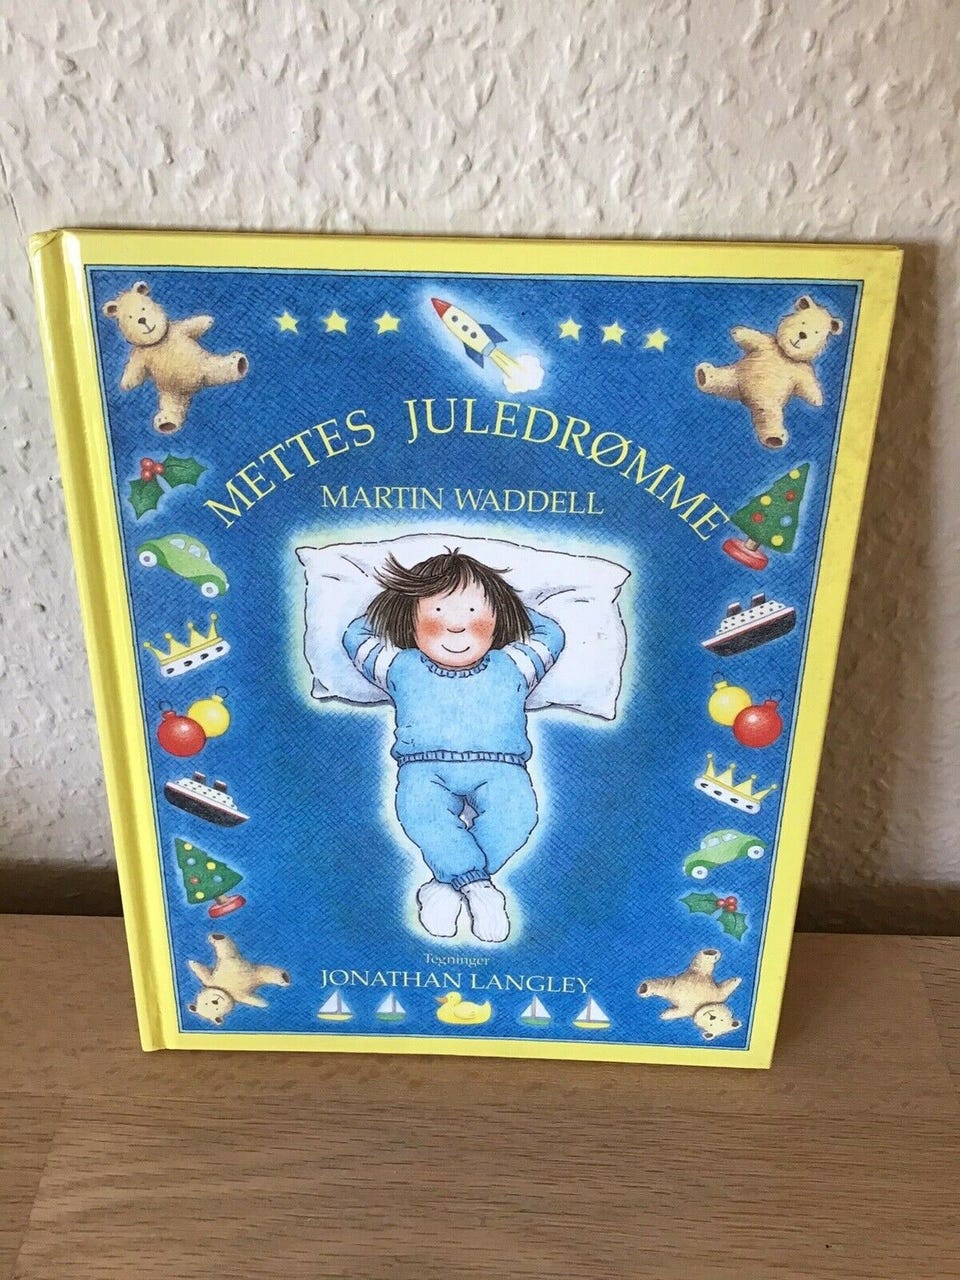 METTES JULEDRØMME
MARTIN WADDELL
Tegninger
JONATHAN LANGLEY